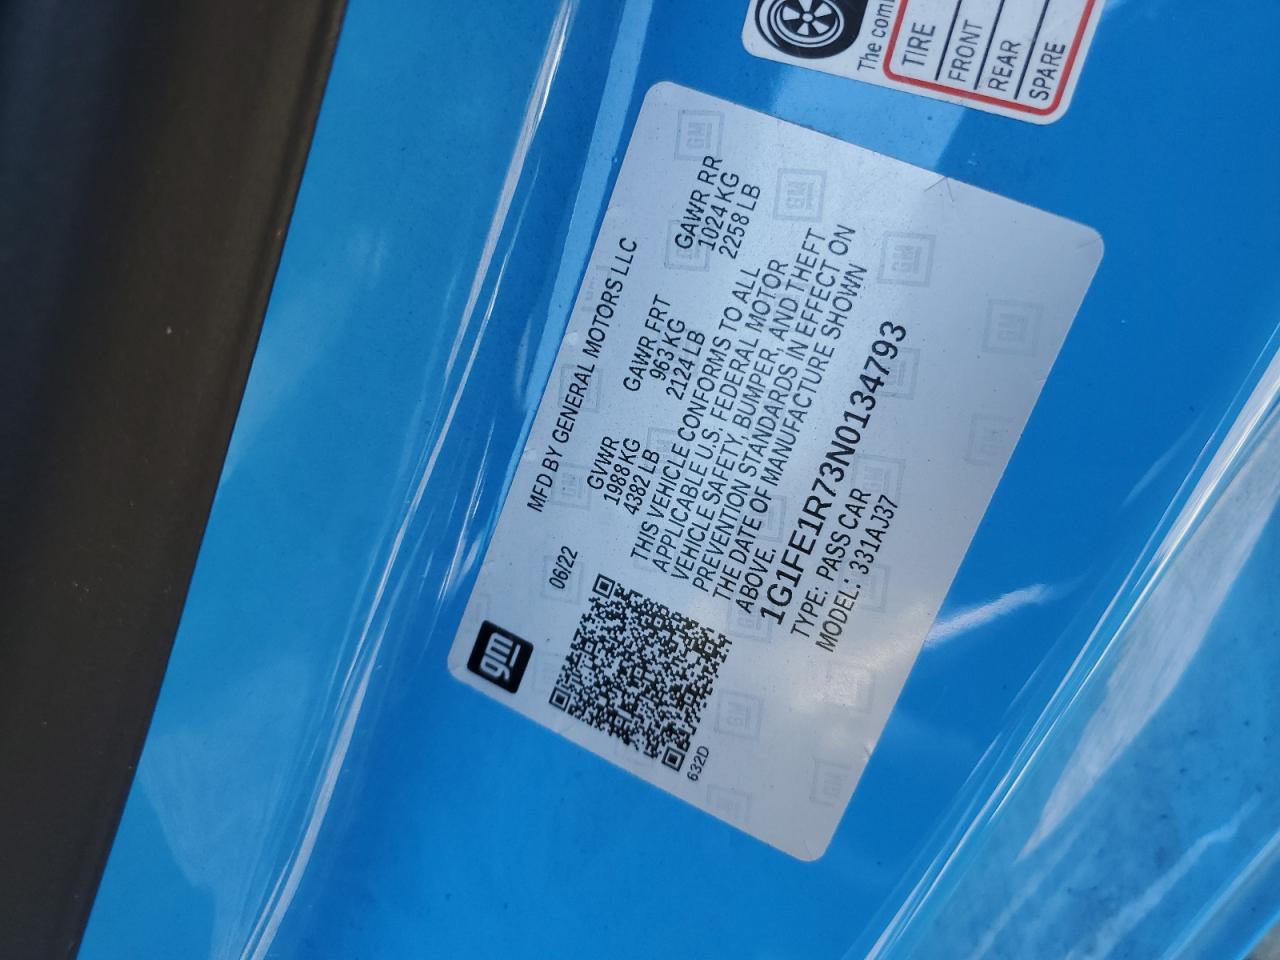 The com
TIRE
FRONT
REAR
SPARE
gm
06/22
MFD BY GENERAL MOTORS LLC
GVWR GAWR FRT GAWR RR
1988 KG 963 KG 1024 KG
4382 LB 2124 LB 2258 LB
THIS VEHICLE CONFORMS TO ALL
APPLICABLE U.S. FEDERAL MOTOR
VEHICLE SAFETY, BUMPER, AND THEFT
PREVENTION STANDARDS IN EFFECT ON
THE DATE OF MANUFACTURE SHOWN
ABOVE.
1G1FE1R73N0134793
TYPE: PASS CAR
MODEL: 331AJ37
632D